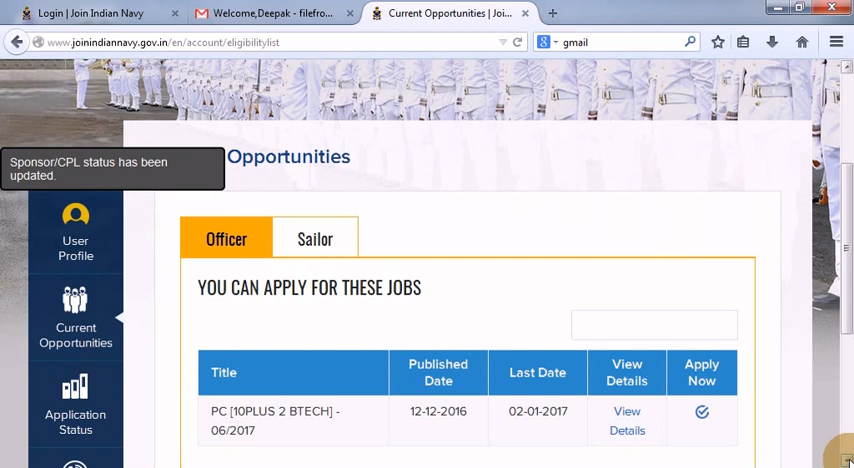 Login | Join Indian Navy
Welcome,Deepak - filefro...
Current Opportunities | Joi...
www.joinindiannavy.gov.in/en/account/eligibilitylist
gmail
Sponsor/CPL status has been
updated.
Opportunities
User
Profile
Current
Opportunities
Application
Status
Officer
Sailor
YOU CAN APPLY FOR THESE JOBS
Title
Published
Date
Last Date
View
Details
Apply
Now
PC [10PLUS 2 BTECH] -
06/2017
12-12-2016
02-01-2017
View
Details